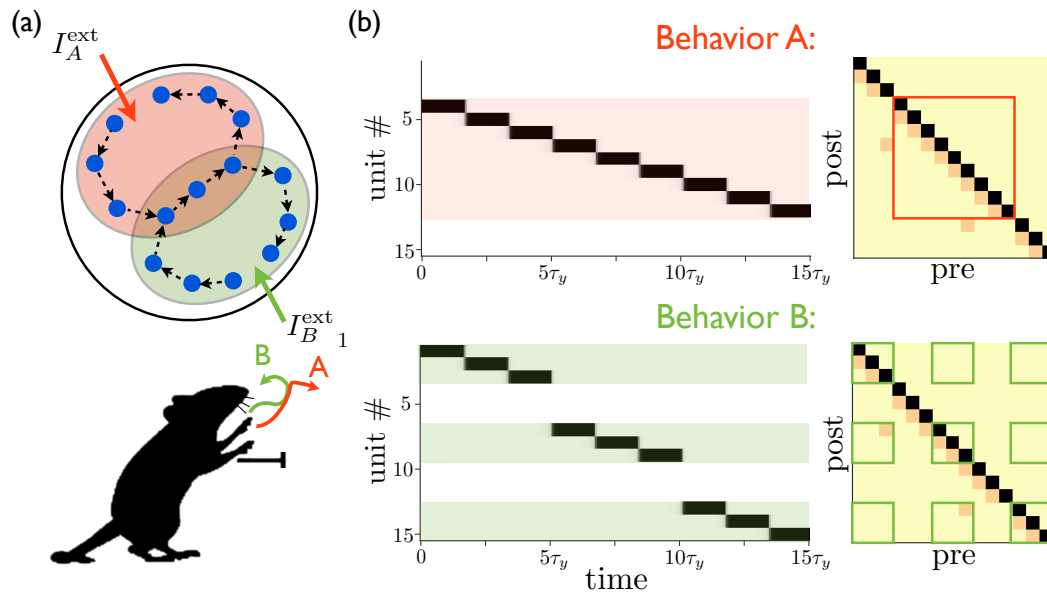 (a)
I_A^ext
I_B^ext 1
B
A
(b)
Behavior A:
unit #
5
10
15
0
5τ_y
10τ_y
15τ_y
post
pre
Behavior B:
unit #
5
10
15
0
5τ_y
10τ_y
15τ_y
time
post
pre